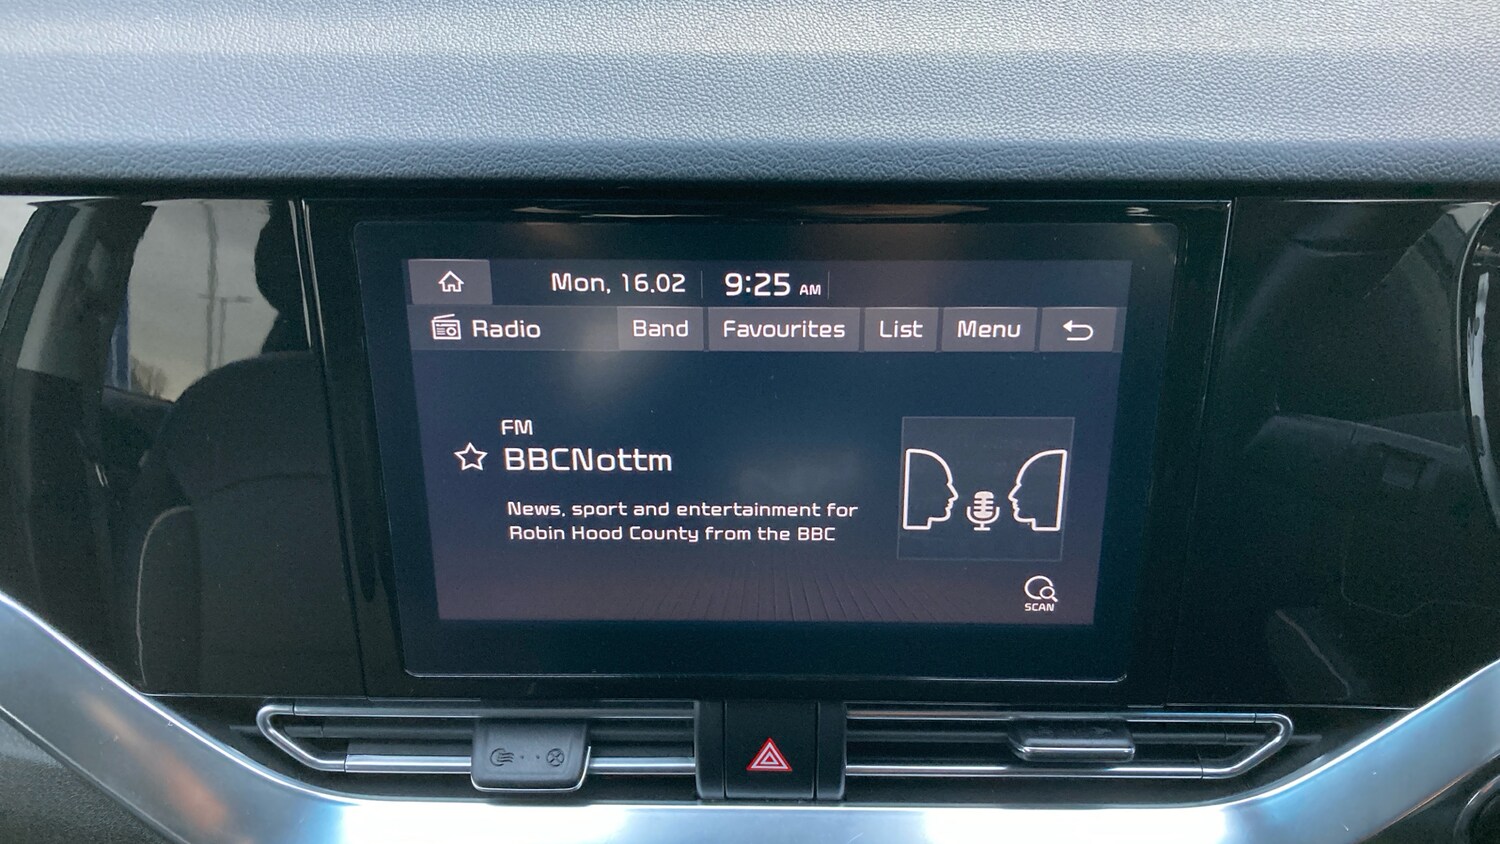 Mon, 16.02 9:25 AM
Radio Band Favourites List Menu
FM
BBCNottm
News, sport and entertainment for
Robin Hood County from the BBC
SCAN